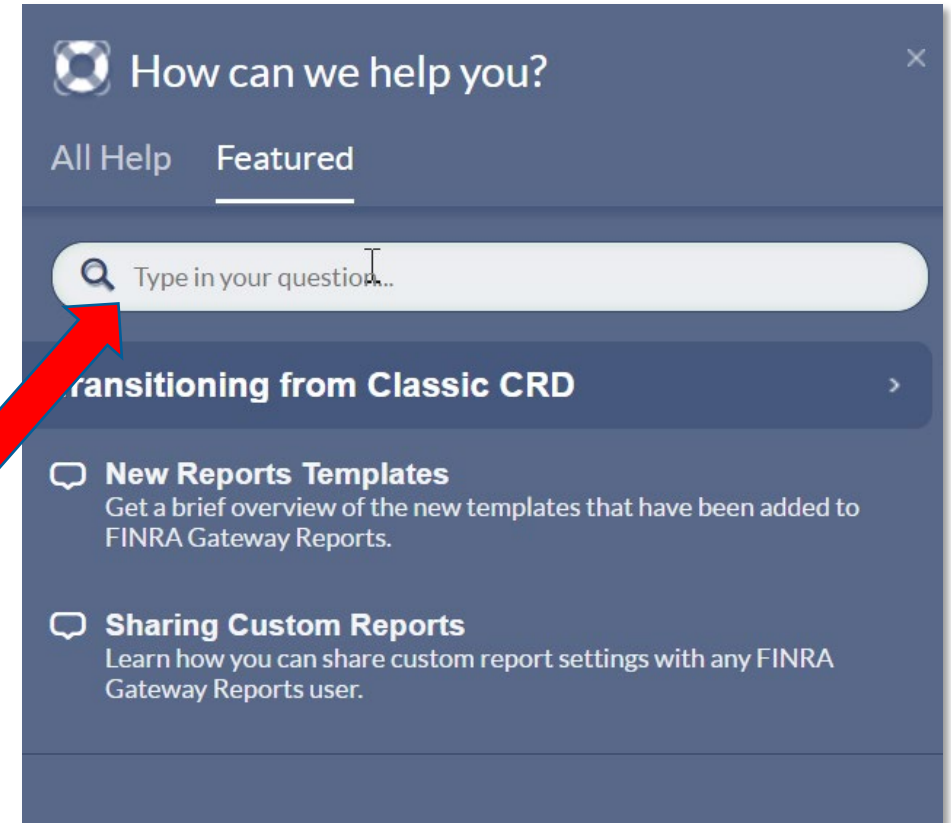 How can we help you?
All Help Featured
Type in your question...
ransitioning from Classic CRD
New Reports Templates
Get a brief overview of the new templates that have been added to
FINRA Gateway Reports.
Sharing Custom Reports
Learn how you can share custom report settings with any FINRA
Gateway Reports user.